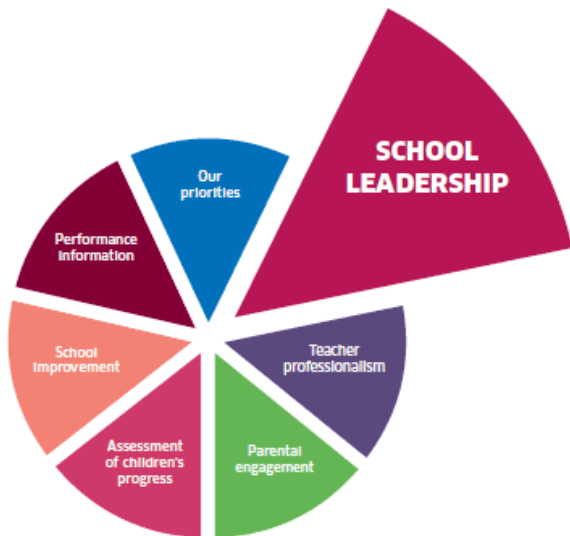 SCHOOL
LEADERSHIP
Our
priorities
Performance
information
School
improvement
Assessment
of children's
progress
Parental
engagement
Teacher
professionalism